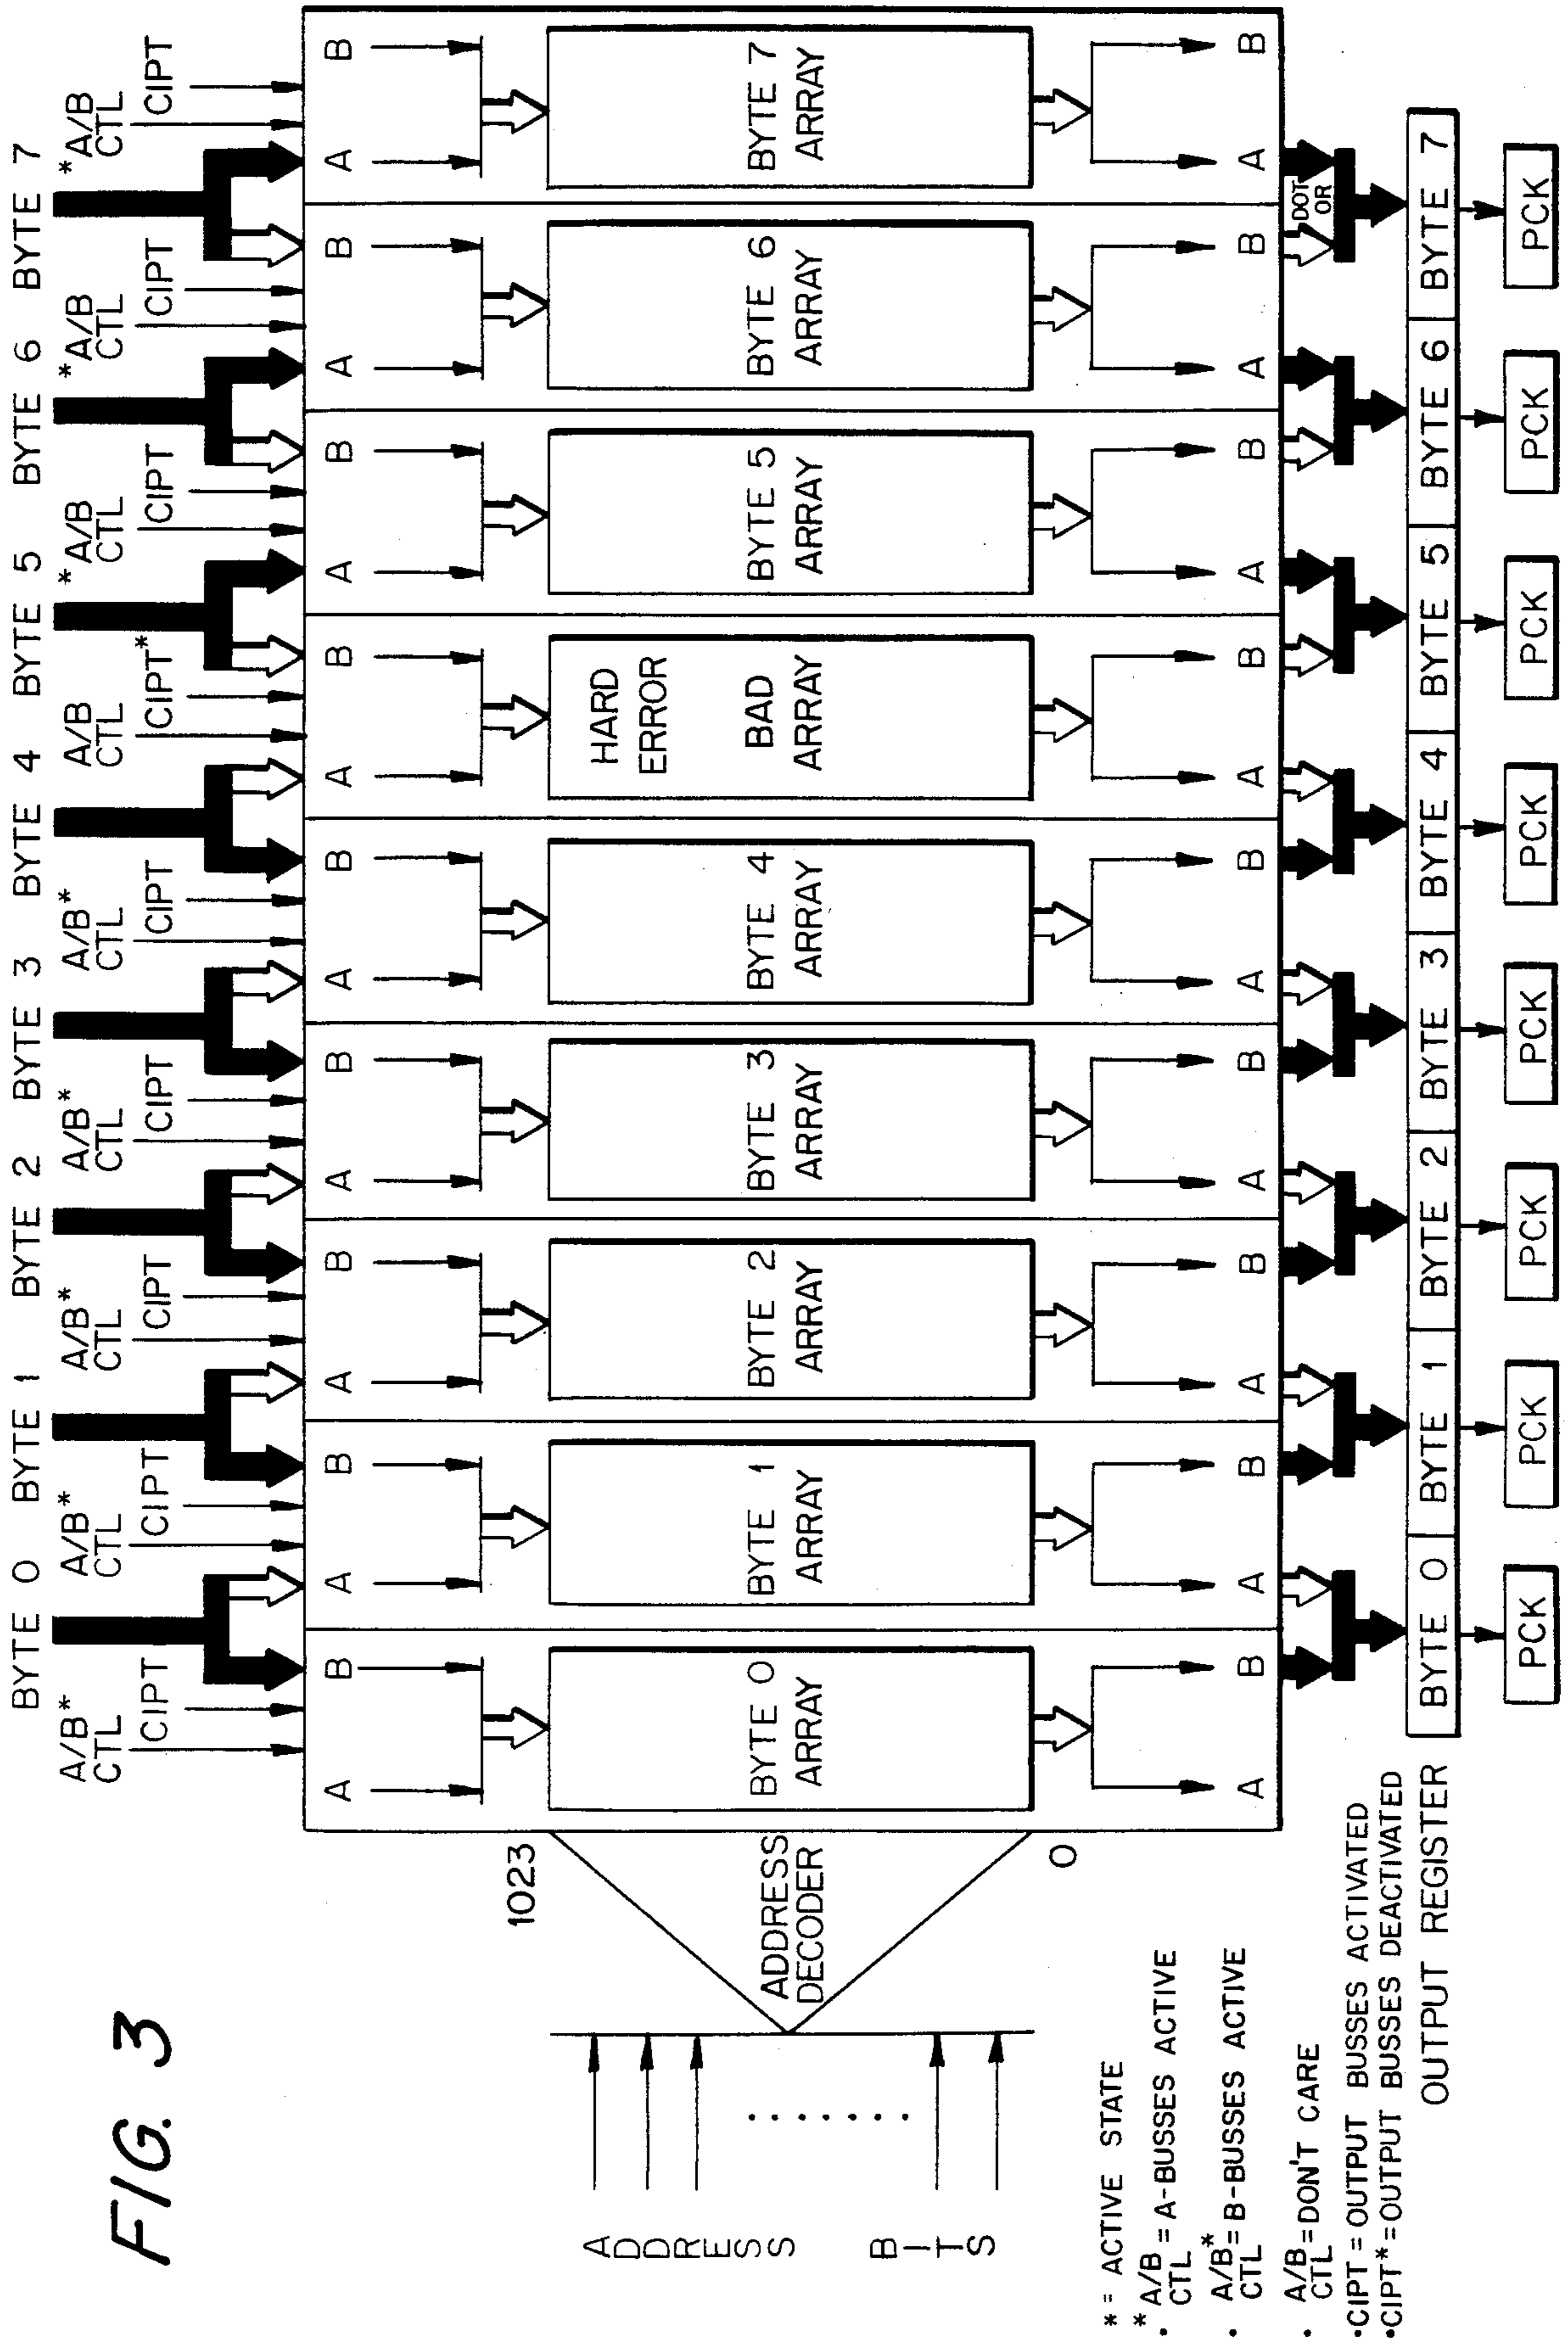 FIG. 3
BYTE 0 BYTE 1 BYTE 2 BYTE 3 BYTE 4 BYTE 5 BYTE 6 BYTE 7
A/B* A/B* A/B* A/B* A/B* A/B *A/B *A/B *A/B
CTL CTL CTL CTL CTL CTL CTL CTL CTL
CIPT CIPT CIPT CIPT CIPT CIPT* CIPT CIPT CIPT
A B A B A B A B A B A B A B A B A B
1023
ADDRESS BITS
ADDRESS
DECODER
0
BYTE 0
ARRAY
BYTE 1
ARRAY
BYTE 2
ARRAY
BYTE 3
ARRAY
BYTE 4
ARRAY
HARD
ERROR
BAD
ARRAY
BYTE 5
ARRAY
BYTE 6
ARRAY
BYTE 7
ARRAY
A B A B A B A B A B A B A B A B A B
DOT
OR
OUTPUT REGISTER
BYTE 0 BYTE 1 BYTE 2 BYTE 3 BYTE 4 BYTE 5 BYTE 6 BYTE 7
PCK PCK PCK PCK PCK PCK PCK PCK
* = ACTIVE STATE
• *A/B = A-BUSSES ACTIVE
CTL
• A/B* = B-BUSSES ACTIVE
CTL
• A/B = DON'T CARE
CTL
•CIPT = OUTPUT BUSSES ACTIVATED
•CIPT* = OUTPUT BUSSES DEACTIVATED